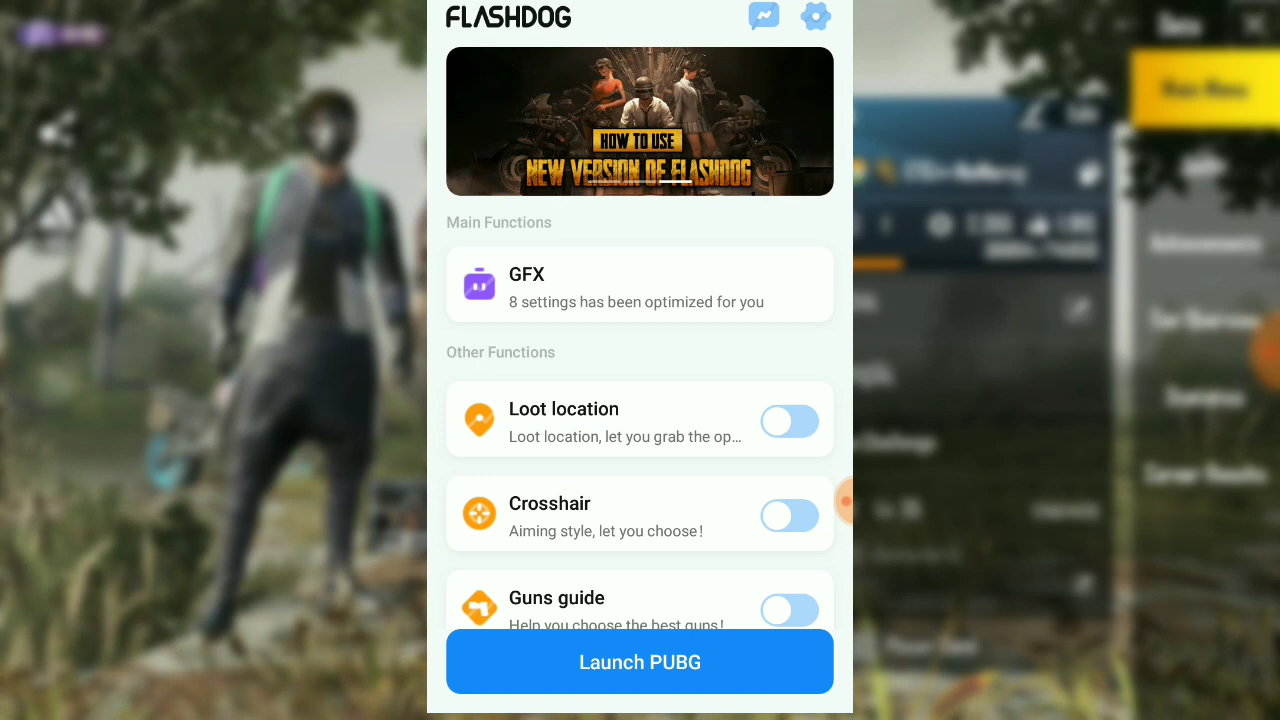 FLASHDOG
HOW TO USE
NEW VERSION OF FLASHDOG
Main Functions
GFX
8 settings has been optimized for you
Other Functions
Loot location
Loot location, let you grab the op...
Crosshair
Aiming style, let you choose!
Guns guide
Help you choose the best guns!
Launch PUBG